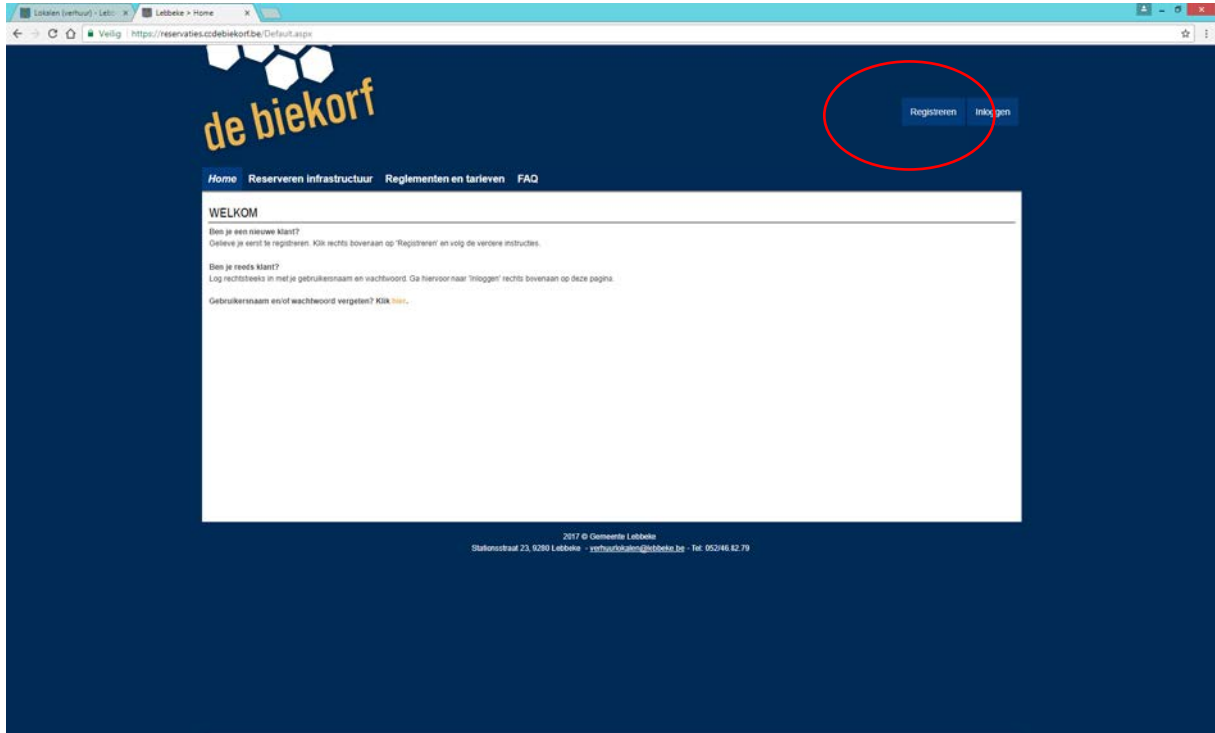 Lokalen (verhuur) - Leb
Lebbeke > Home
Veilig
https://reservaties.ccdebiekorf.be/Default.aspx
de biekorf
Registreren
Inloggen
Home
Reserveren infrastructuur
Reglementen en tarieven
FAQ
WELKOM
Ben je een nieuwe klant?
Gelieve je eerst te registreren. Klik rechts bovenaan op 'Registreren' en volg de verdere instructies.
Ben je reeds klant?
Log rechtstreeks in met je gebruikersnaam en wachtwoord. Ga hiervoor naar 'Inloggen' rechts bovenaan op deze pagina.
Gebruikersnaam en/of wachtwoord vergeten? Klik hier.
2017 © Gemeente Lebbeke
Stationsstraat 23, 9280 Lebbeke - verhuurlokalen@lebbeke.be - Tel: 052/46.82.79